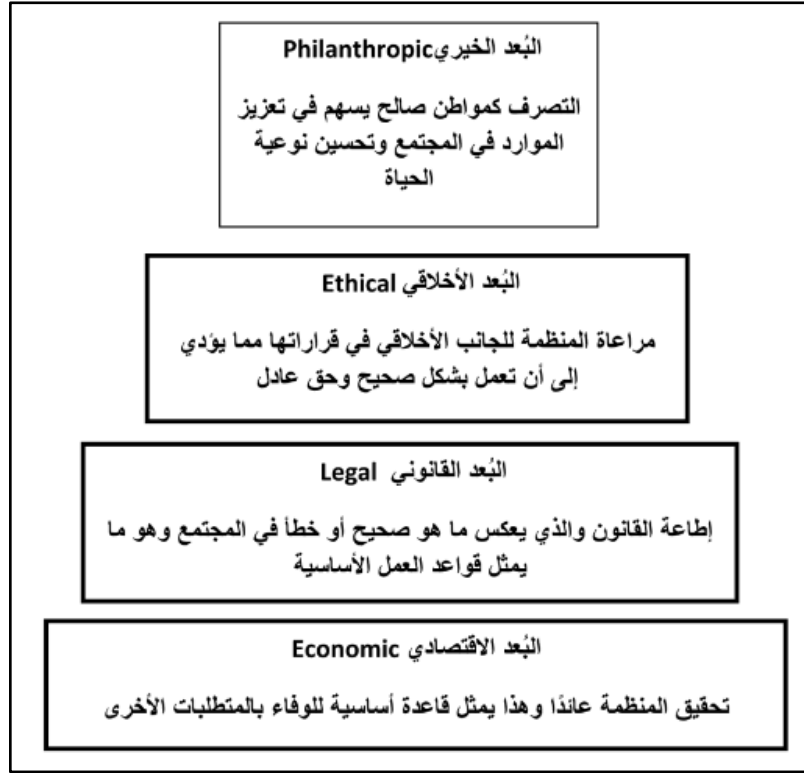 البُعد الخيري Philanthropic
التصرف كمواطن صالح يسهم في تعزيز
الموارد في المجتمع وتحسين نوعية
الحياة
البُعد الأخلاقي Ethical
مراعاة المنظمة للجانب الأخلاقي في قراراتها مما يؤدي
إلى أن تعمل بشكل صحيح وحق عادل
البُعد القانوني Legal
إطاعة القانون والذي يعكس ما هو صحيح أو خطأ في المجتمع وهو ما
يمثل قواعد العمل الأساسية
البُعد الاقتصادي Economic
تحقيق المنظمة عائدًا وهذا يمثل قاعدة أساسية للوفاء بالمتطلبات الأخرى